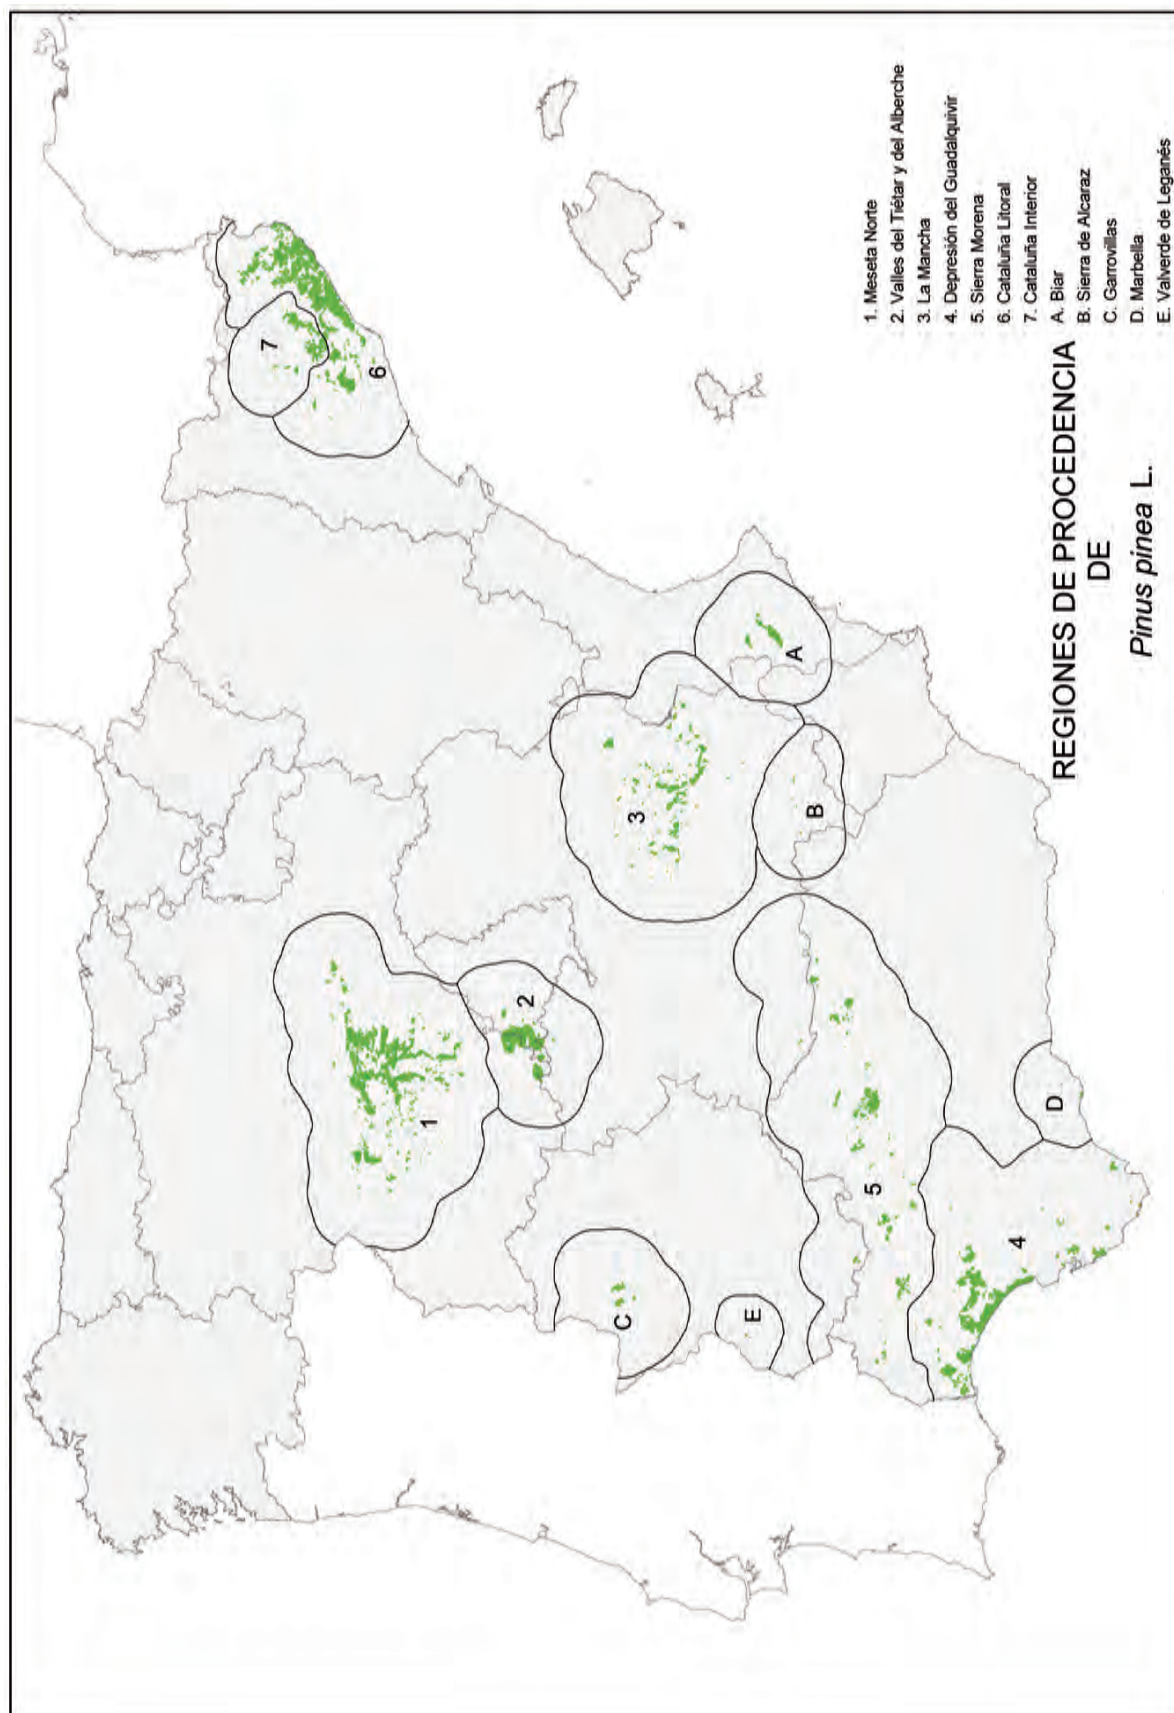 7
6
1
2
3
A
B
C
E
5
D
4
1. Meseta Norte
2. Valles del Tiétar y del Alberche
3. La Mancha
4. Depresión del Guadalquivir
5. Sierra Morena
6. Cataluña Litoral
7. Cataluña Interior
A. Biar
B. Sierra de Alcaraz
C. Garrovillas
D. Marbella
E. Valverde de Leganés
REGIONES DE PROCEDENCIA
DE
Pinus pinea L.